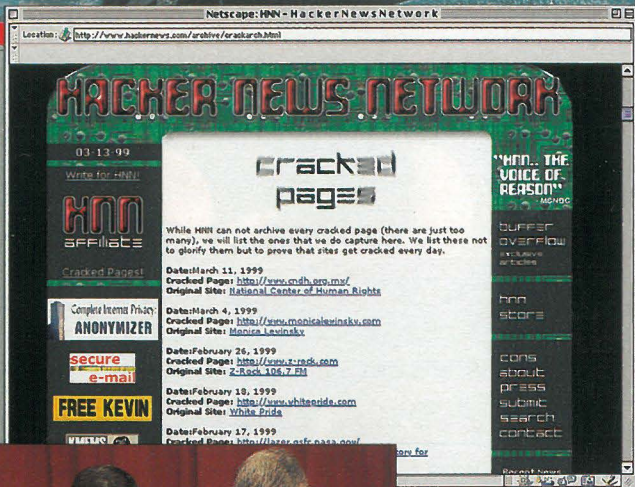 Netscape: HNN - HackerNewsNetwork
Location: http://www.hackernews.com/archive/crackarch.html
HACKER NEWS NETWORK
03-13-99
Write for HNN!
HNN
AFFILIATE
Cracked Pages!
Complete Internet Privacy:
ANONYMIZER
secure
e-mail
FREE KEVIN
cracked
pages
While HNN can not archive every cracked page (there are just too
many), we will list the ones that we do capture here. We list these not
to glorify them but to prove that sites get cracked every day.
Date:March 11, 1999
Cracked Page: http://www.cndh.org.mx/
Original Site: National Center of Human Rights
Date:March 4, 1999
Cracked Page: http://www.monicalewinsky.com
Original Site: Monica Lewinsky
Date:February 26, 1999
Cracked Page: http://www.z-rock.com
Original Site: Z-Rock 106.7 FM
Date:February 18, 1999
Cracked Page: http://www.whitepride.com
Original Site: White Pride
Date:February 17, 1999
Cracked Page: http://lazer.gsfc.nasa.gov/
for
"HNN.. THE
VOICE OF
REASON"
-MSNBC
buffer
overflow
exclusive
articles
hnn
store
cons
about
press
submit
search
contact
Recent News